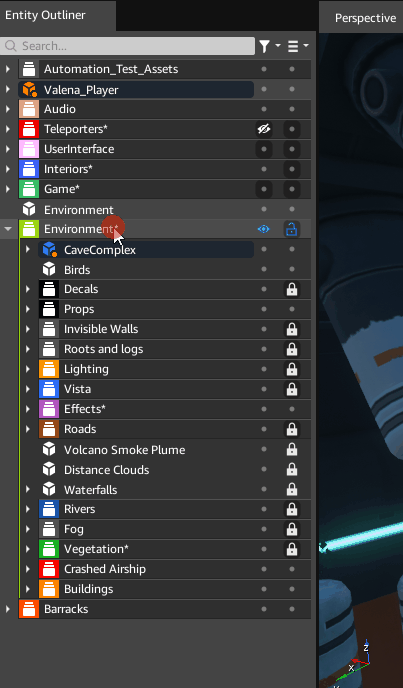 Entity Outliner
Perspective
Search...
Automation_Test_Assets
Valena_Player
Audio
Teleporters*
UserInterface
Interiors*
Game*
Environment
Environment*
CaveComplex
Birds
Decals
Props
Invisible Walls
Roots and logs
Lighting
Vista
Effects*
Roads
Volcano Smoke Plume
Distance Clouds
Waterfalls
Rivers
Fog
Vegetation*
Crashed Airship
Buildings
Barracks
z
x